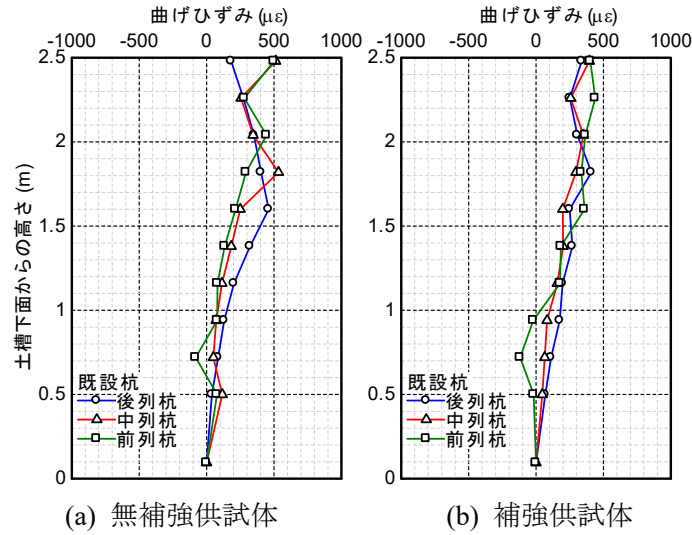 曲げひずみ (με)
-1000 -500 0 500 1000
2.5
2
1.5
1
0.5
0
土槽下面からの高さ (m)
既設杭
後列杭
中列杭
前列杭
(a) 無補強供試体
曲げひずみ (με)
-1000 -500 0 500 1000
2.5
2
1.5
1
0.5
0
既設杭
後列杭
中列杭
前列杭
(b) 補強供試体